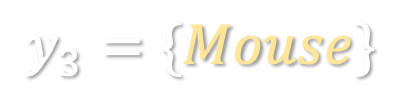 y₃ = {Mouse}